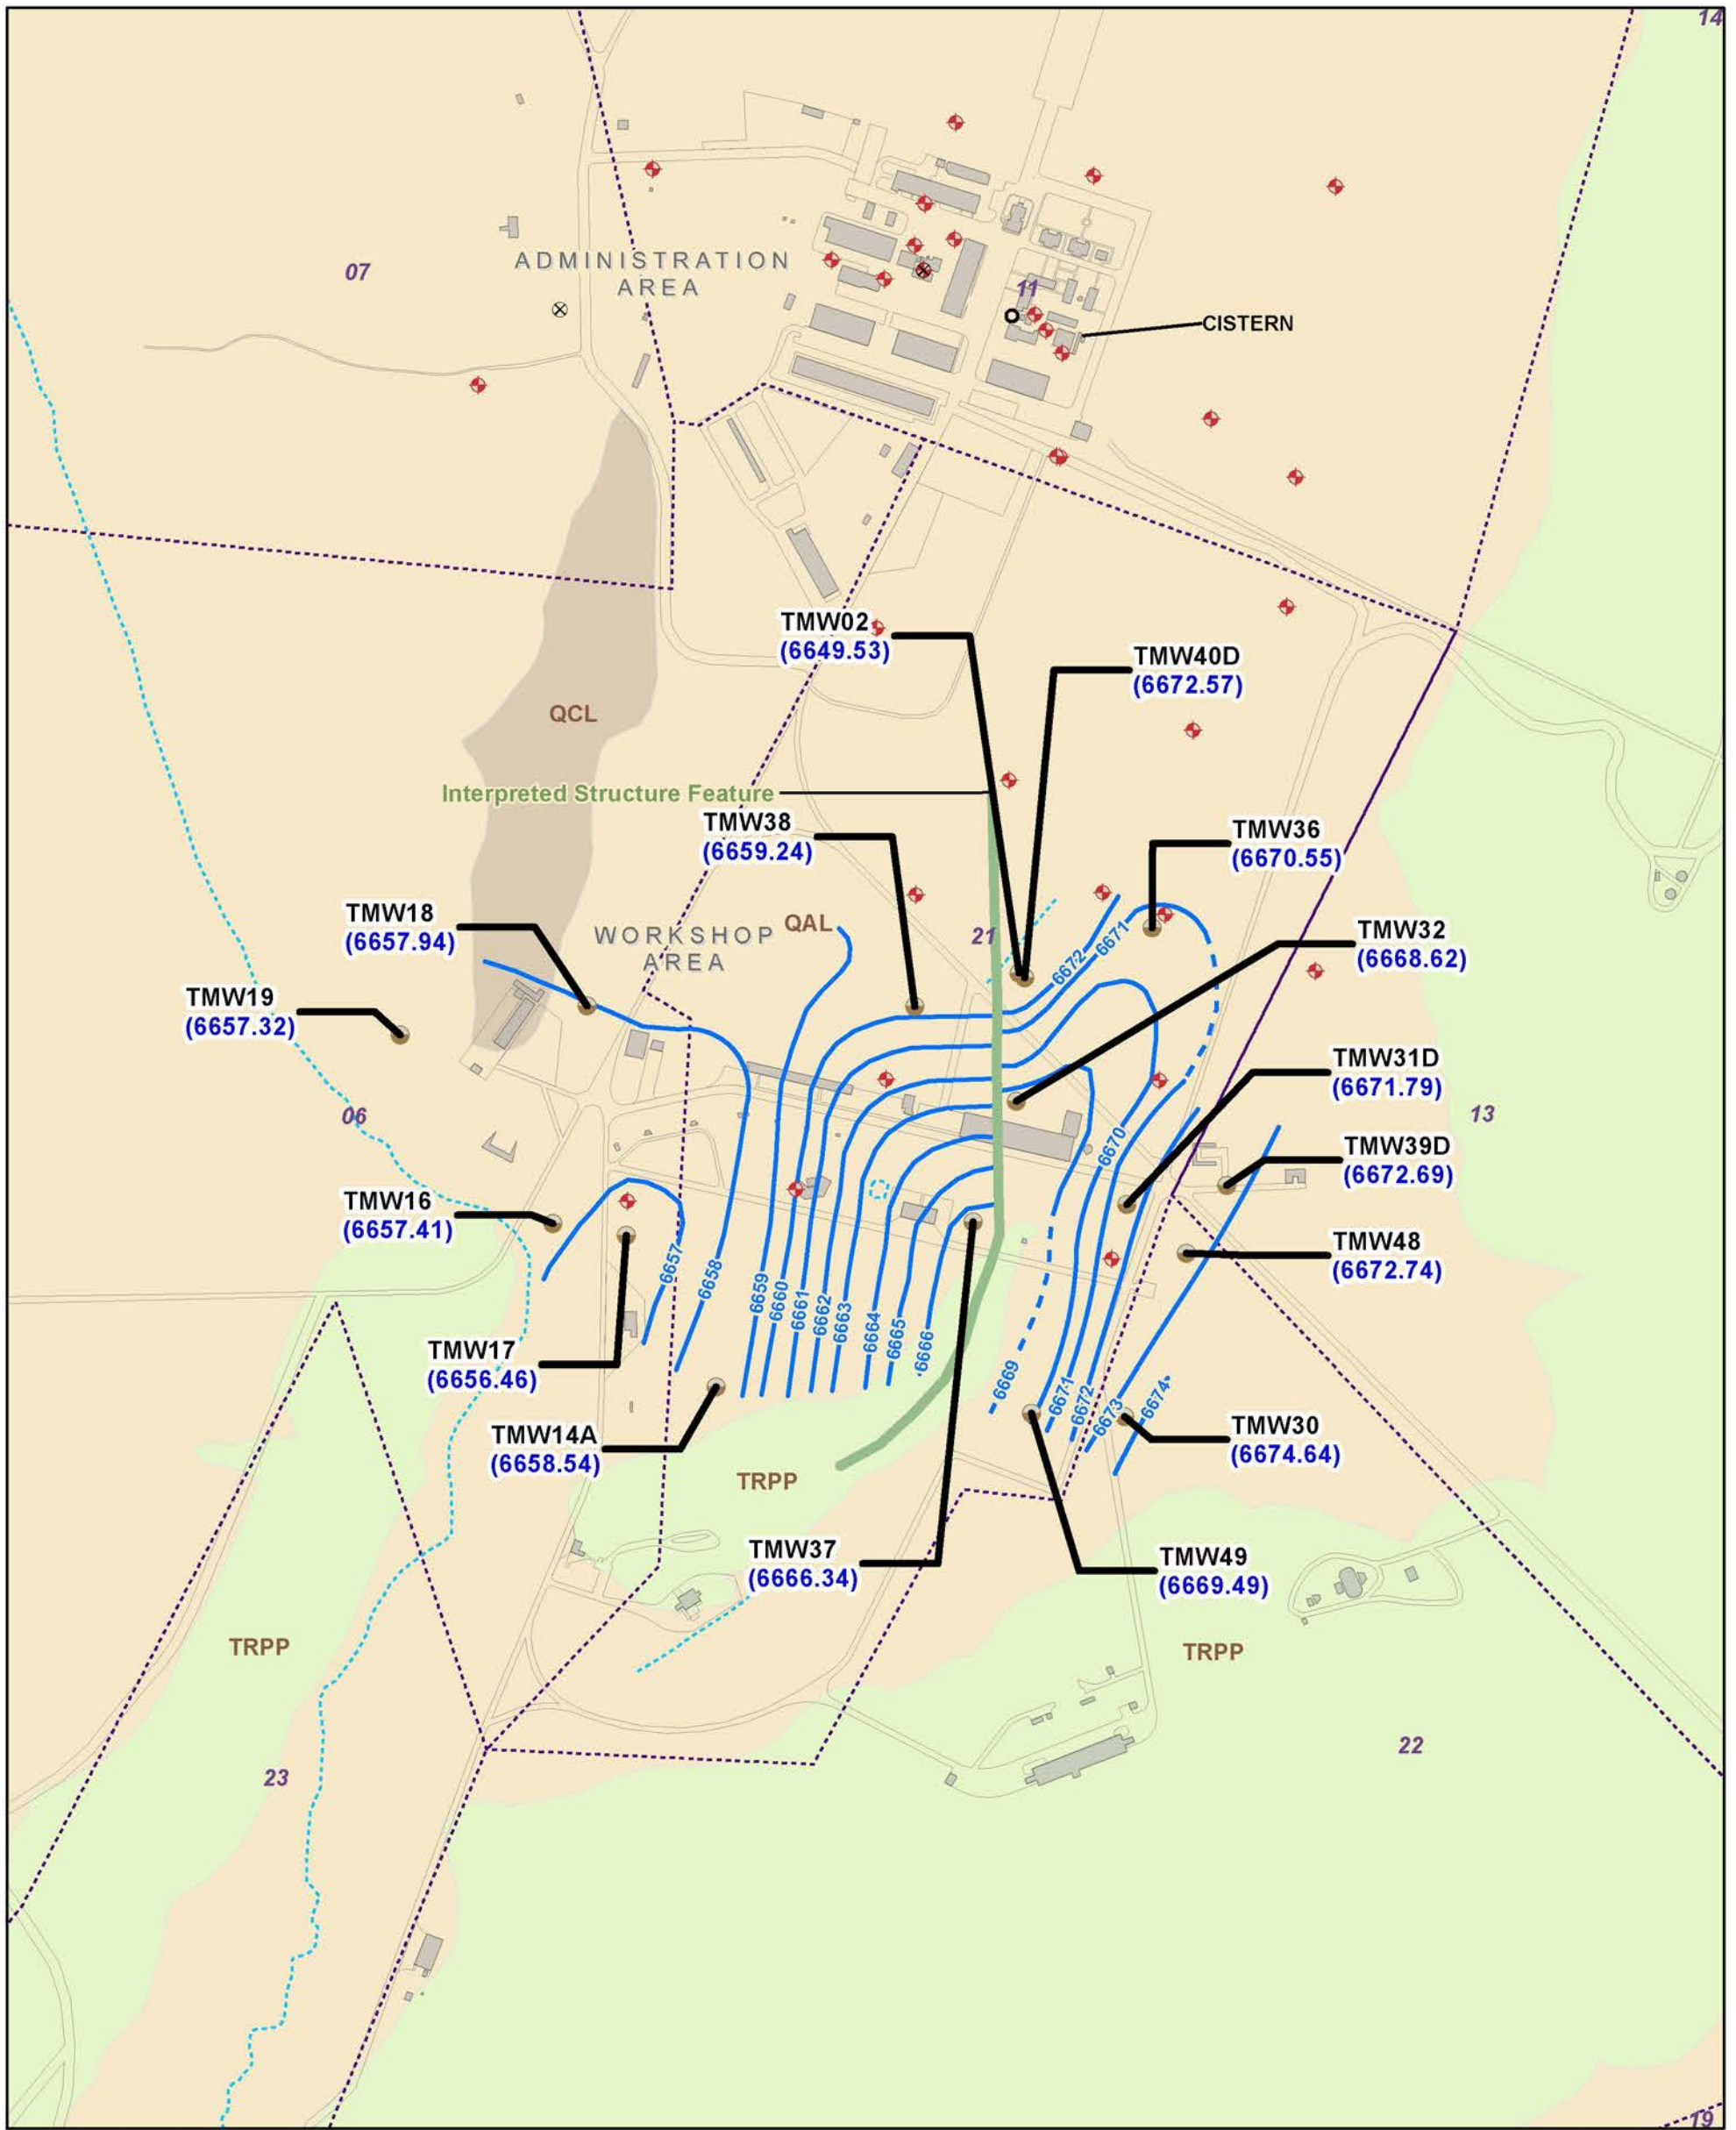 14
07
ADMINISTRATION
AREA
11
CISTERN
TMW02
(6649.53)
TMW40D
(6672.57)
QCL
Interpreted Structure Feature
TMW38
(6659.24)
TMW36
(6670.55)
TMW18
(6657.94)
WORKSHOP
AREA
QAL
21
6672
6671
TMW32
(6668.62)
TMW19
(6657.32)
TMW31D
(6671.79)
06
13
6670
TMW39D
(6672.69)
TMW16
(6657.41)
TMW48
(6672.74)
6657
6658
6659
6660
6661
6662
6663
6664
6665
6666
6669
6671
6672
6673
6674
TMW17
(6656.46)
TMW14A
(6658.54)
TMW30
(6674.64)
TRPP
TMW37
(6666.34)
TMW49
(6669.49)
TRPP
TRPP
23
22
19